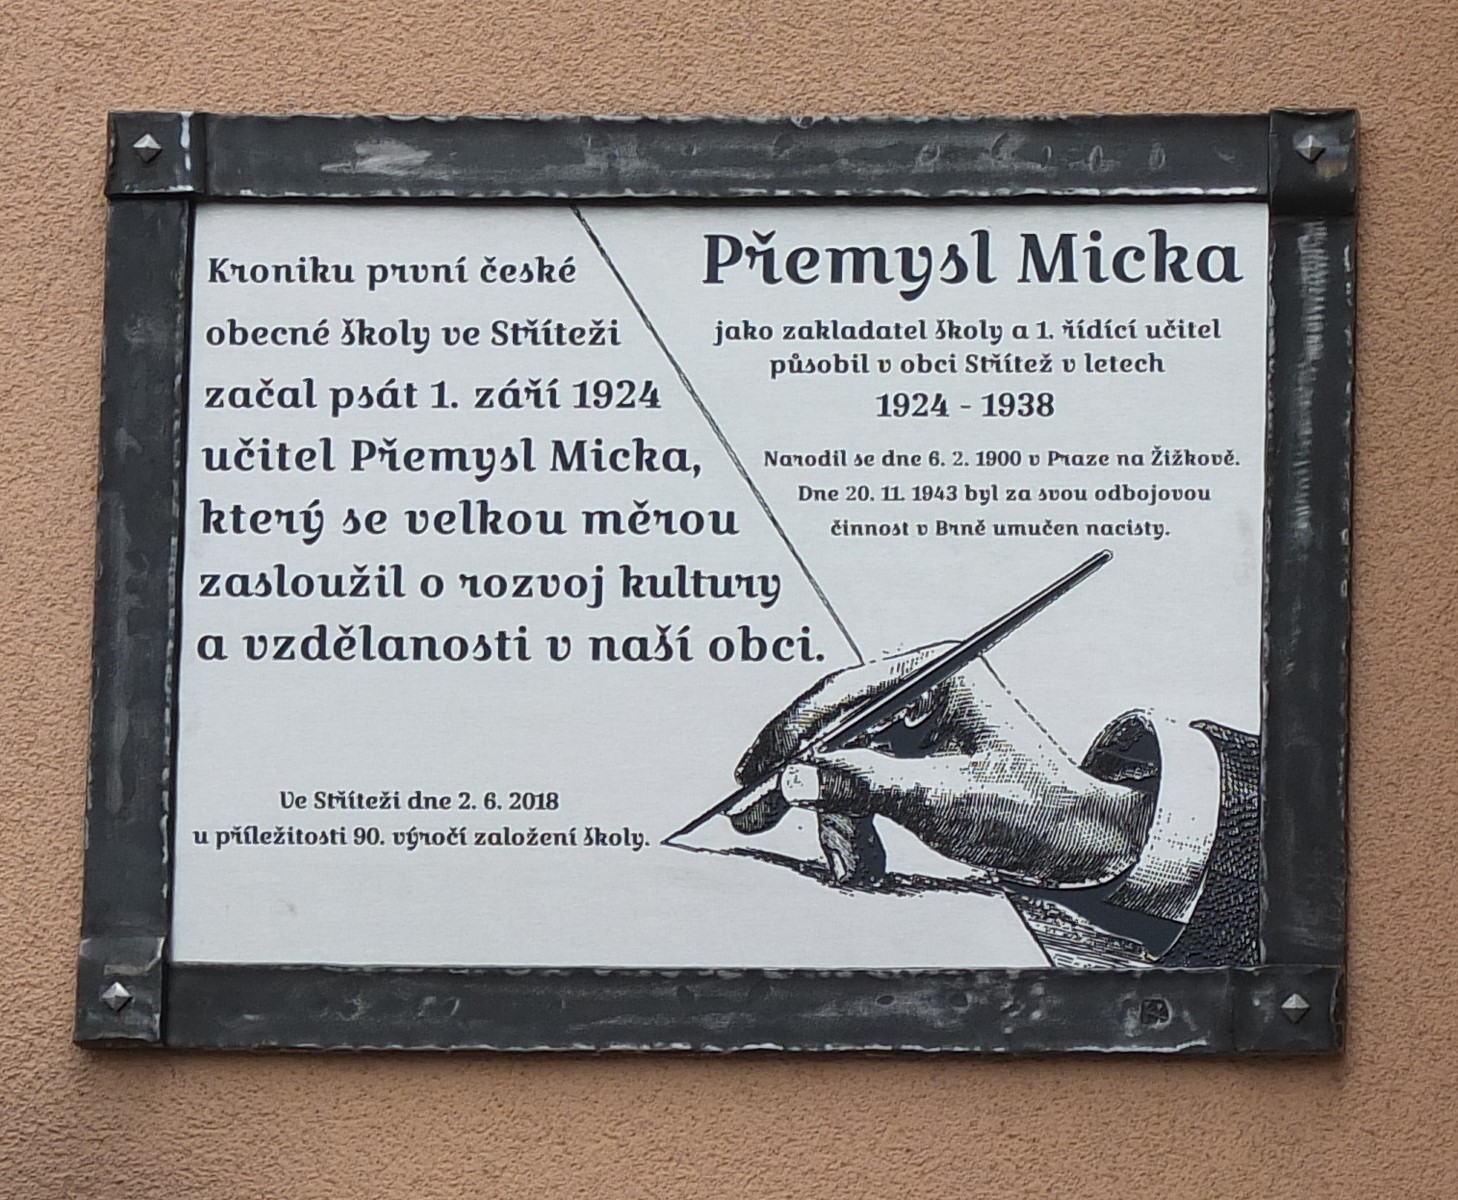 Kroniku první české
obecné školy ve Stříteži
začal psát 1. září 1924
učitel Přemysl Micka,
který se velkou měrou
zasloužil o rozvoj kultury
a vzdělanosti v naší obci.
Ve Stříteži dne 2. 6. 2018
u příležitosti 90. výročí založení školy.
Přemysl Micka
jako zakladatel školy a 1. řídící učitel
působil v obci Střítež v letech
1924 - 1938
Narodil se dne 6. 2. 1900 v Praze na Žižkově.
Dne 20. 11. 1943 byl za svou odbojovou
činnost v Brně umučen nacisty.